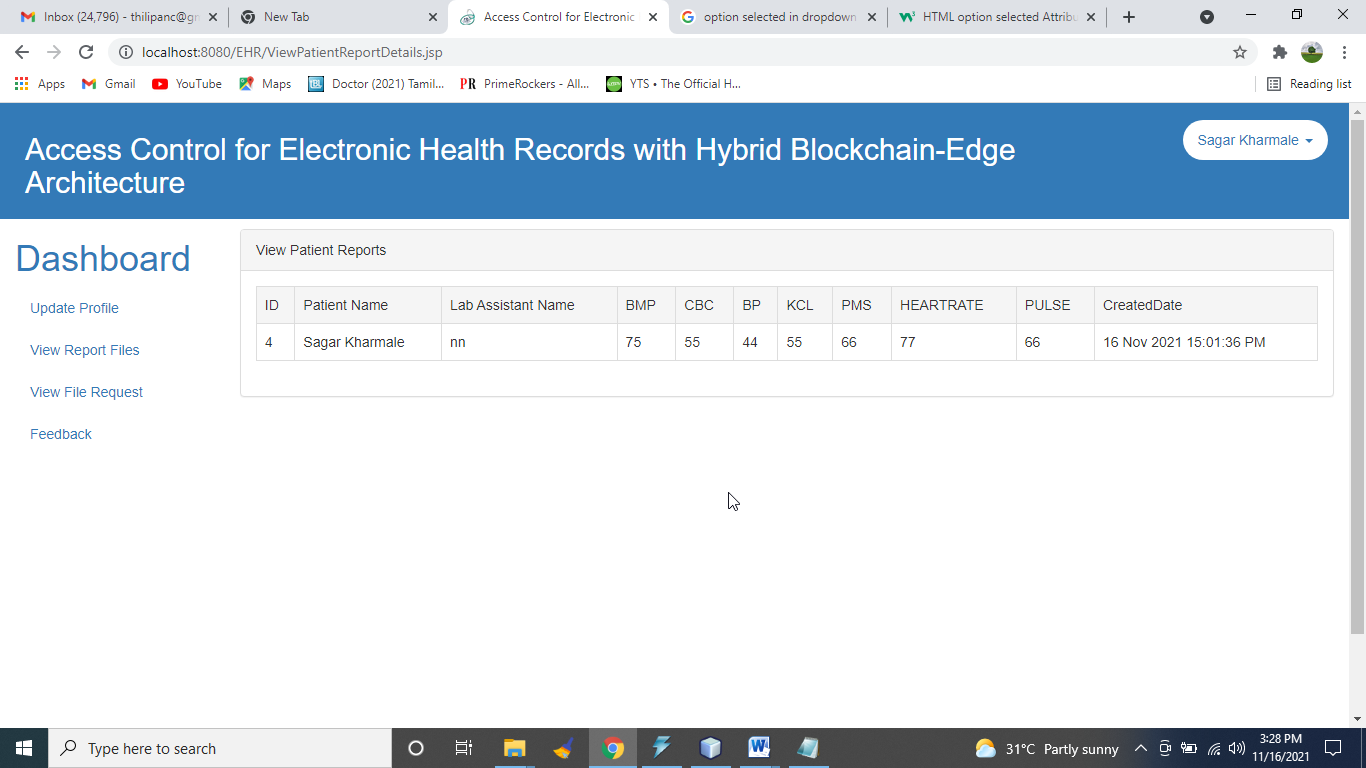 Inbox (24,796) - thilipanc@gm
New Tab
Access Control for Electronic
option selected in dropdown
HTML option selected Attribu
localhost:8080/EHR/ViewPatientReportDetails.jsp
Apps Gmail YouTube Maps Doctor (2021) Tamil... PrimeRockers - All... YTS • The Official H... Reading list
Access Control for Electronic Health Records with Hybrid Blockchain-Edge
Architecture
Sagar Kharmale
Dashboard
Update Profile
View Report Files
View File Request
Feedback
View Patient Reports
ID Patient Name Lab Assistant Name BMP CBC BP KCL PMS HEARTRATE PULSE CreatedDate
4 Sagar Kharmale nn 75 55 44 55 66 77 66 16 Nov 2021 15:01:36 PM
Type here to search
31°C Partly sunny
3:28 PM
11/16/2021